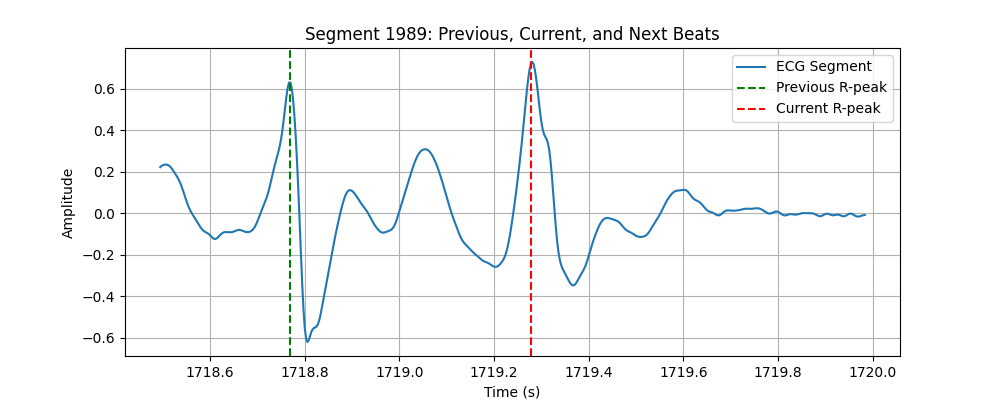 Segment 1989: Previous, Current, and Next Beats
ECG Segment
Previous R-peak
Current R-peak
Amplitude
0.6
0.4
0.2
0.0
−0.2
−0.4
−0.6
1718.6 1718.8 1719.0 1719.2 1719.4 1719.6 1719.8 1720.0
Time (s)